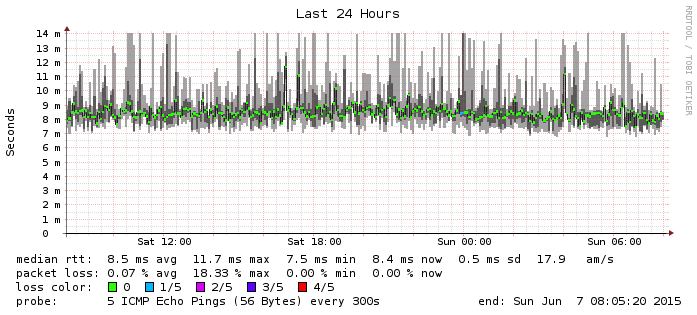 Last 24 Hours
RRDTOOL / TOBI OETIKER
Seconds
14 m
13 m
12 m
11 m
10 m
9 m
8 m
7 m
6 m
5 m
4 m
3 m
2 m
1 m
0
Sat 12:00 Sat 18:00 Sun 00:00 Sun 06:00
median rtt: 8.5 ms avg 11.7 ms max 7.5 ms min 8.4 ms now 0.5 ms sd 17.9 am/s
packet loss: 0.07 % avg 18.33 % max 0.00 % min 0.00 % now
loss color: 0 1/5 2/5 3/5 4/5
probe: 5 ICMP Echo Pings (56 Bytes) every 300s end: Sun Jun 7 08:05:20 2015